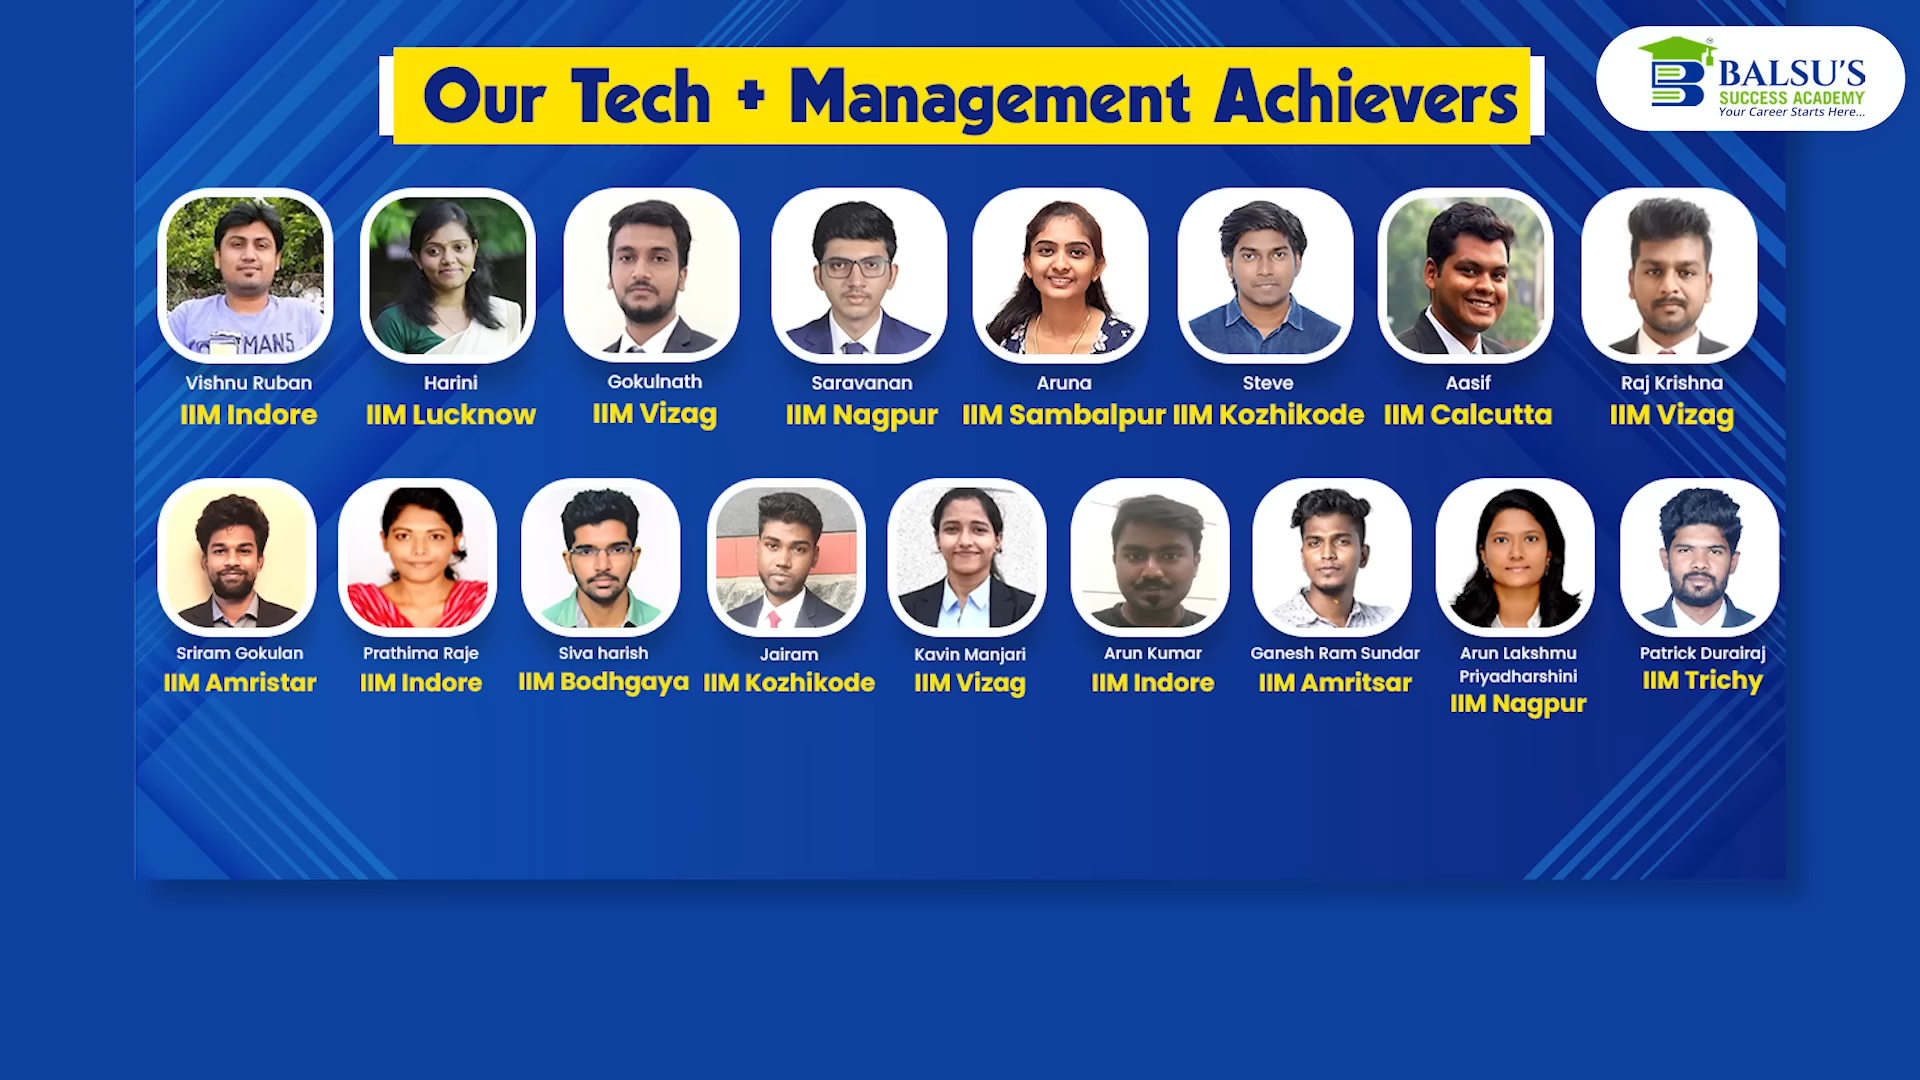 Our Tech + Management Achievers
BALSU'S
SUCCESS ACADEMY
Your Career Starts Here...
MANS
Vishnu Ruban
IIM Indore
Harini
IIM Lucknow
Gokulnath
IIM Vizag
Saravanan
IIM Nagpur
Aruna
IIM Sambalpur
Steve
IIM Kozhikode
Aasif
IIM Calcutta
Raj Krishna
IIM Vizag
Sriram Gokulan
IIM Amristar
Prathima Raje
IIM Indore
Siva harish
IIM Bodhgaya
Jairam
IIM Kozhikode
Kavin Manjari
IIM Vizag
Arun Kumar
IIM Indore
Ganesh Ram Sundar
IIM Amritsar
Arun Lakshmu
Priyadharshini
IIM Nagpur
Patrick Durairaj
IIM Trichy